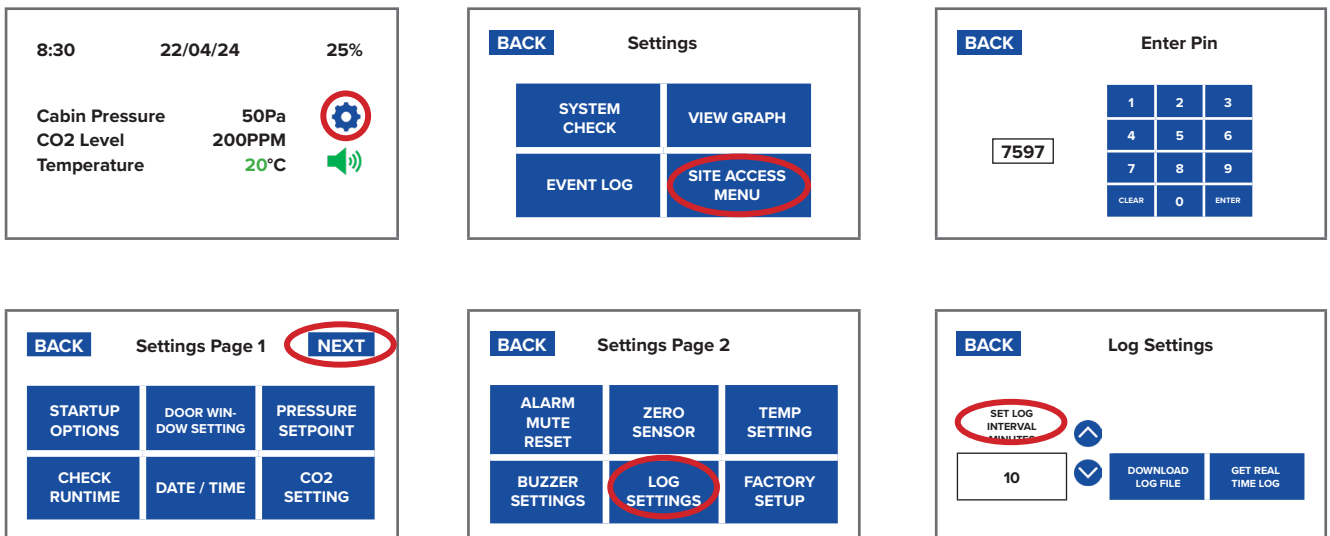 8:30 22/04/24 25%
Cabin Pressure 50Pa
CO2 Level 200PPM
Temperature 20°C
BACK Settings
SYSTEM
CHECK
VIEW GRAPH
EVENT LOG
SITE ACCESS
MENU
BACK Enter Pin
7597
1 2 3
4 5 6
7 8 9
CLEAR 0 ENTER
BACK Settings Page 1 NEXT
STARTUP
OPTIONS
DOOR WIN-
DOW SETTING
PRESSURE
SETPOINT
CHECK
RUNTIME
DATE / TIME
CO2
SETTING
BACK Settings Page 2
ALARM
MUTE
RESET
ZERO
SENSOR
TEMP
SETTING
BUZZER
SETTINGS
LOG
SETTINGS
FACTORY
SETUP
BACK Log Settings
SET LOG
INTERVAL
MINUTES
10
DOWNLOAD
LOG FILE
GET REAL
TIME LOG